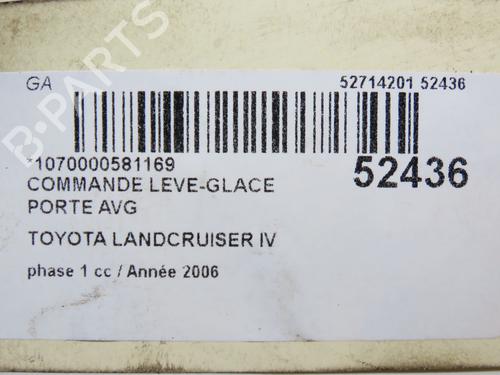 B-PARTS
GA
52714201 52436
*1070000581169
52436
COMMANDE LEVE-GLACE
PORTE AVG
TOYOTA LANDCRUISER IV
phase 1 cc / Année 2006